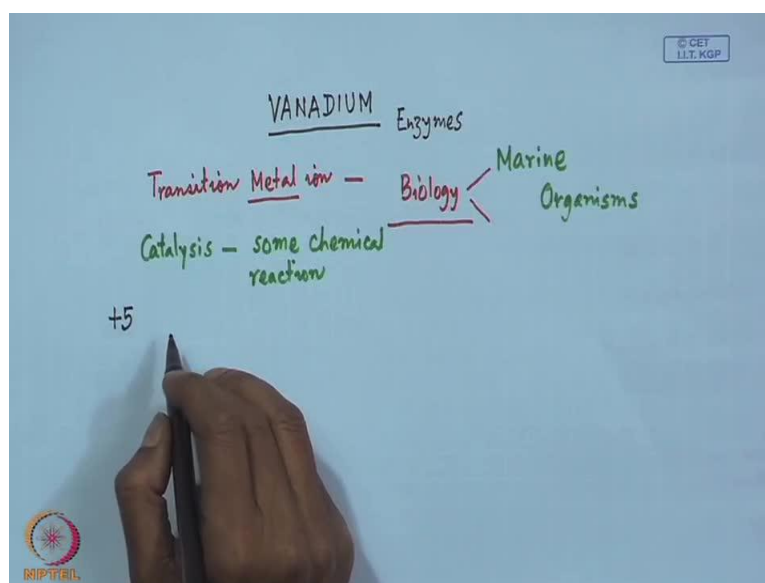 © CET
I.I.T. KGP
VANADIUM Enzymes
Transition Metal ion – Biology
Marine
Organisms
Catalysis – some chemical
reaction
+5
NPTEL